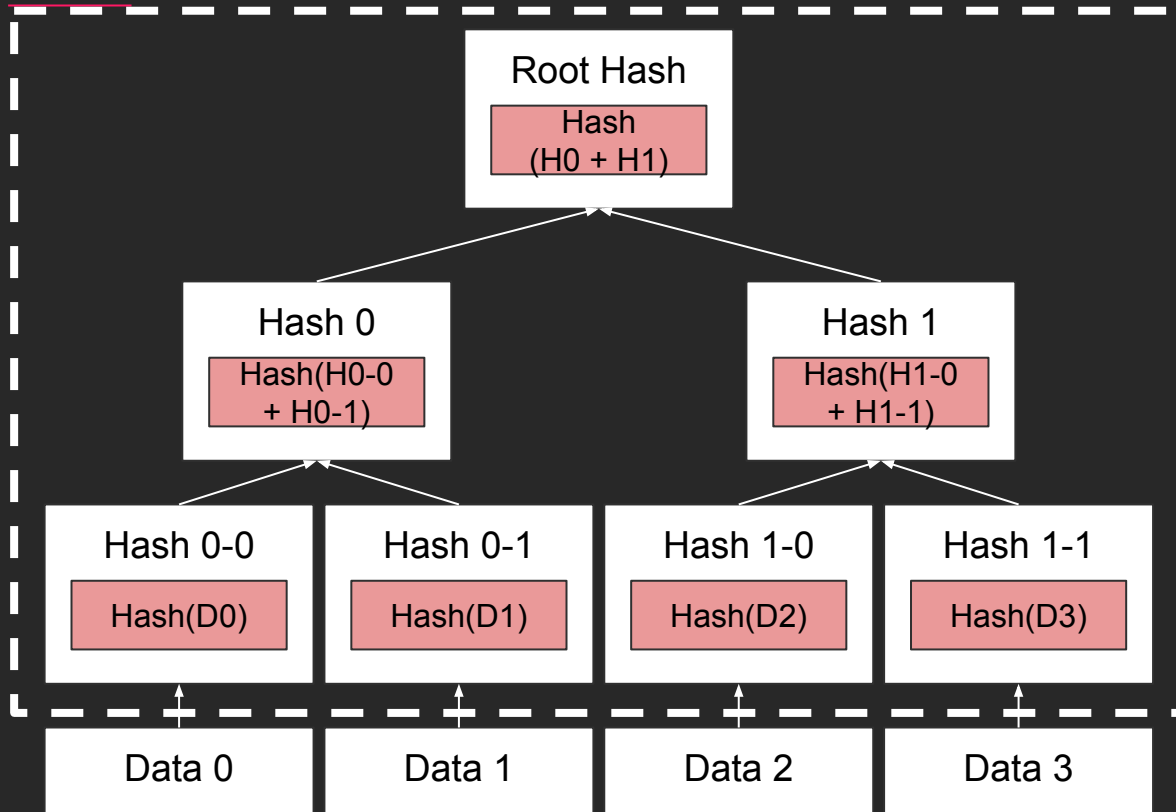 Root Hash
Hash
(H0 + H1)
Hash 0
Hash 1
Hash(H0-0
+ H0-1)
Hash(H1-0
+ H1-1)
Hash 0-0
Hash 0-1
Hash 1-0
Hash 1-1
Hash(D0)
Hash(D1)
Hash(D2)
Hash(D3)
Data 0
Data 1
Data 2
Data 3